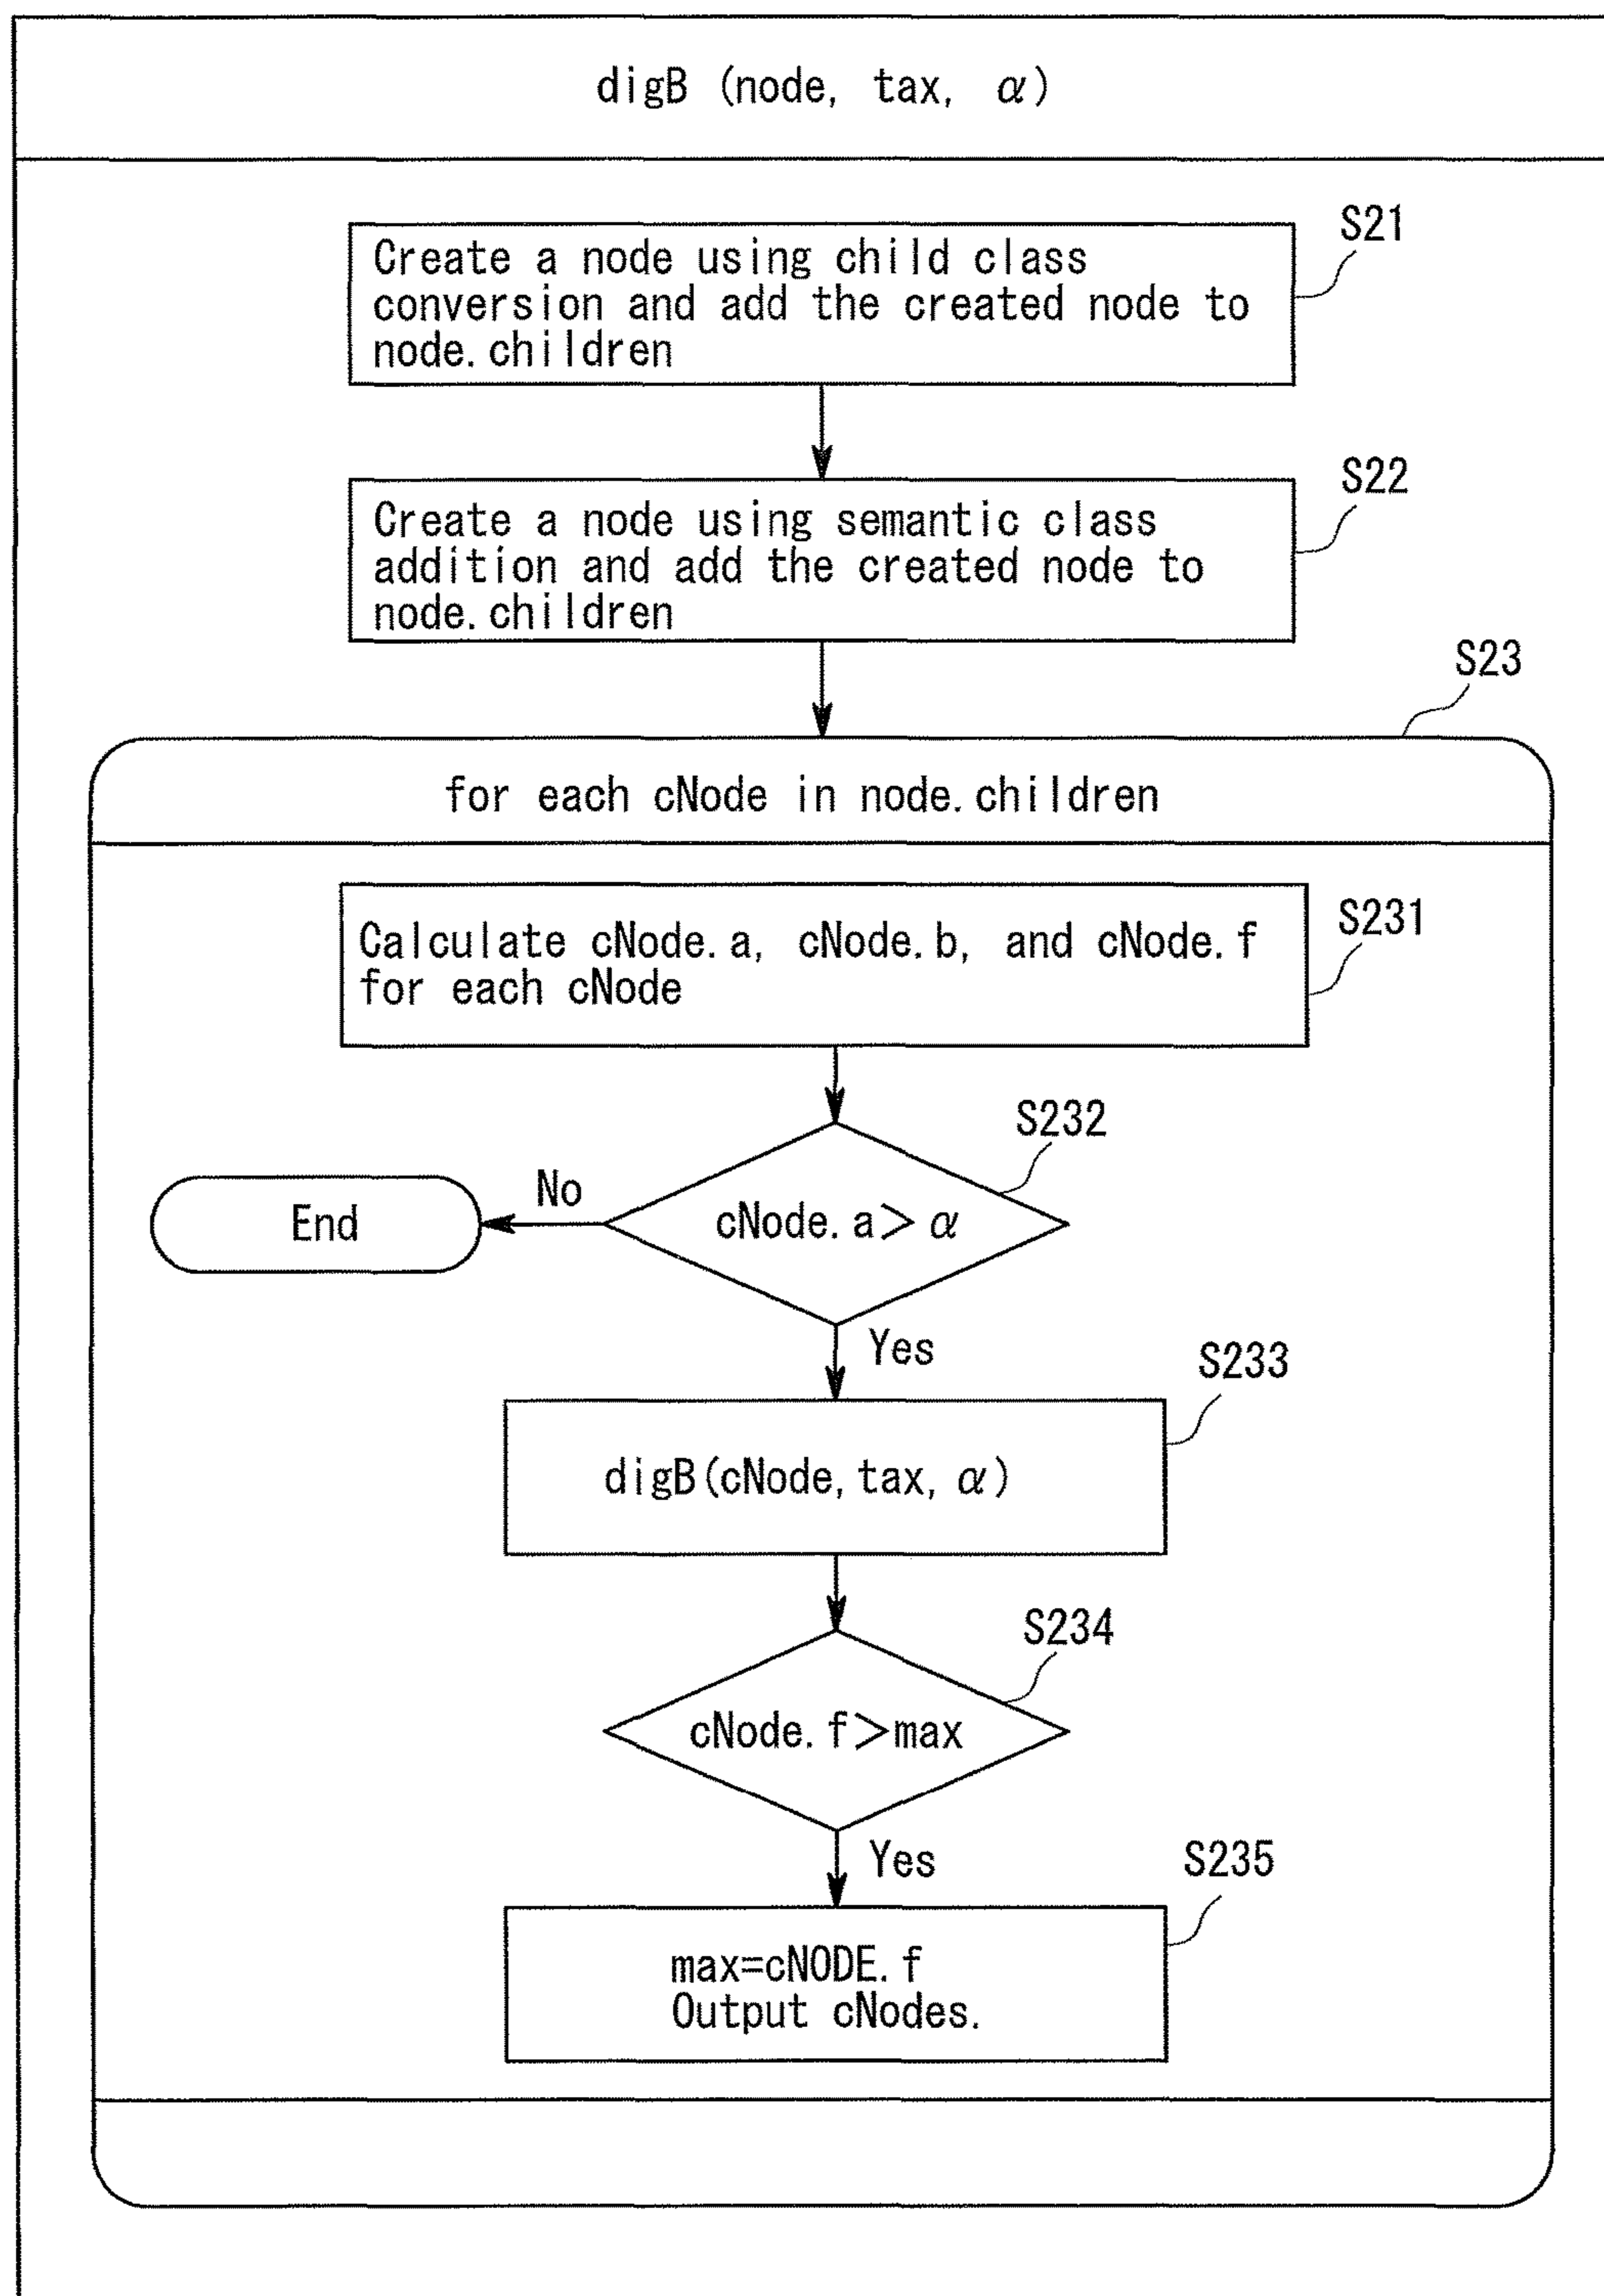 digB (node, tax, α)
S21
Create a node using child class
conversion and add the created node to
node.children
S22
Create a node using semantic class
addition and add the created node to
node.children
S23
for each cNode in node.children
S231
Calculate cNode.a, cNode.b, and cNode.f
for each cNode
S232
cNode.a> α
No
End
Yes
S233
digB(cNode,tax, α)
S234
cNode.f>max
Yes
S235
max=cNODE.f
Output cNodes.